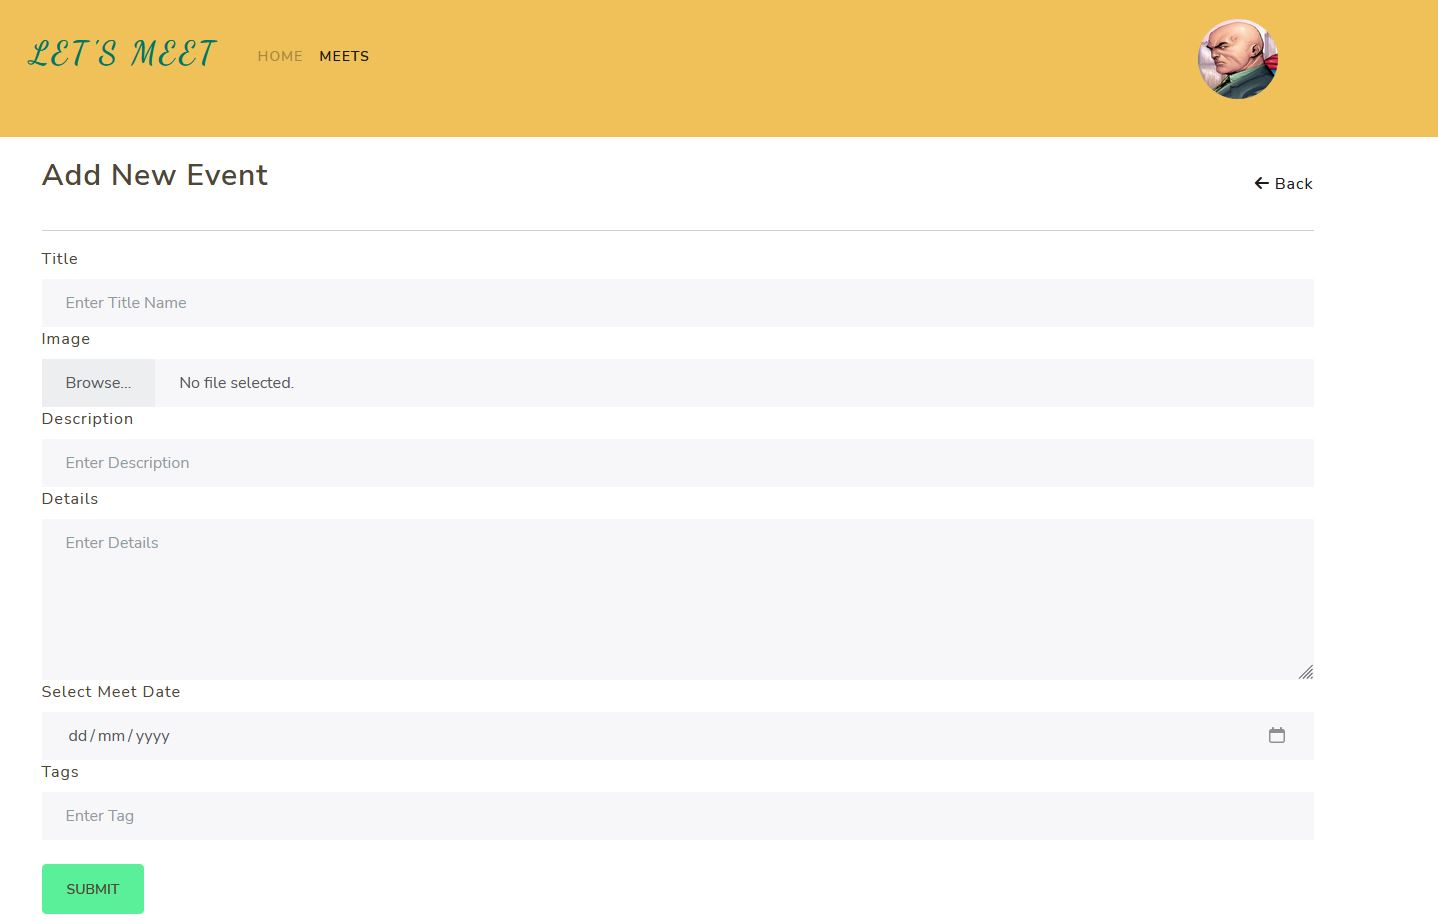 LET'S MEET
HOME MEETS
Add New Event
Back
Title
Enter Title Name
Image
Browse... No file selected.
Description
Enter Description
Details
Enter Details
Select Meet Date
dd/mm/yyyy
Tags
Enter Tag
SUBMIT